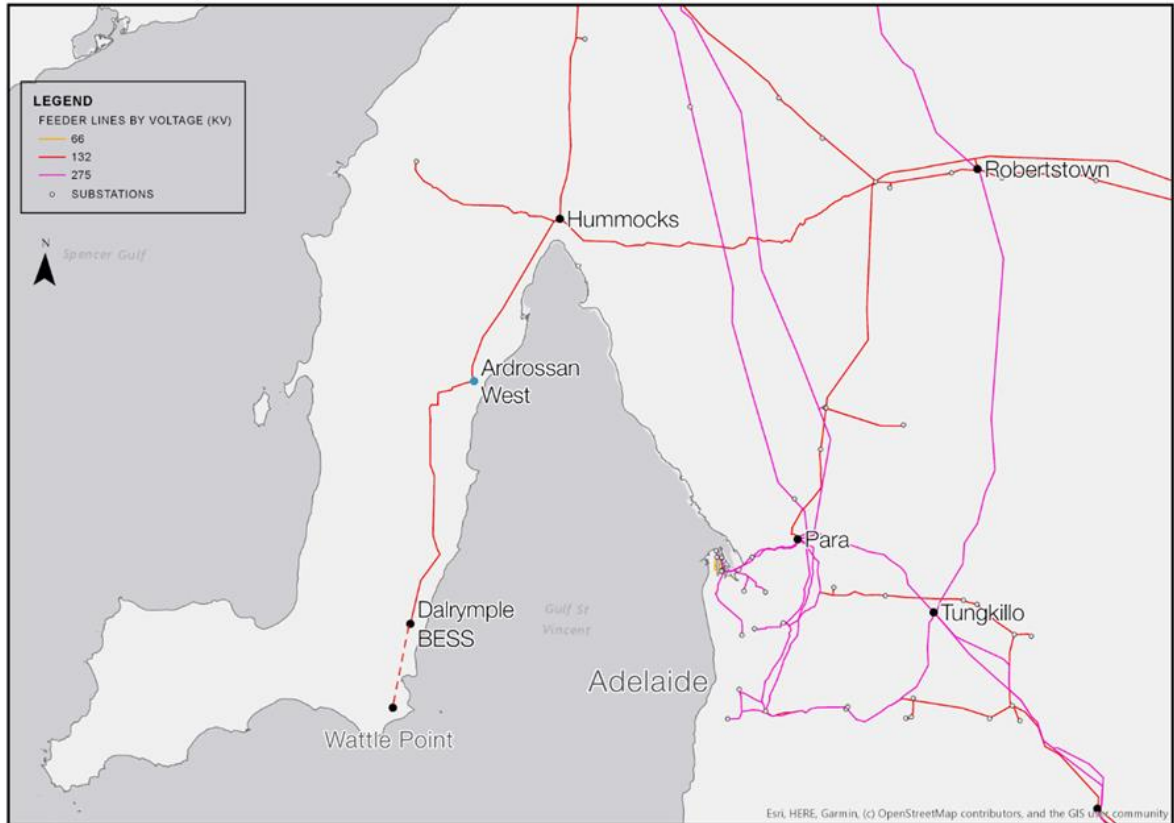 LEGEND
FEEDER LINES BY VOLTAGE (KV)
66
132
275
SUBSTATIONS
N
Spencer Gulf
Hummocks
Robertstown
Ardrossan
West
Para
Dalrymple
BESS
Gulf St
Vincent
Tungkillo
Adelaide
Wattle Point
Esri, HERE, Garmin, (c) OpenStreetMap contributors, and the GIS user community